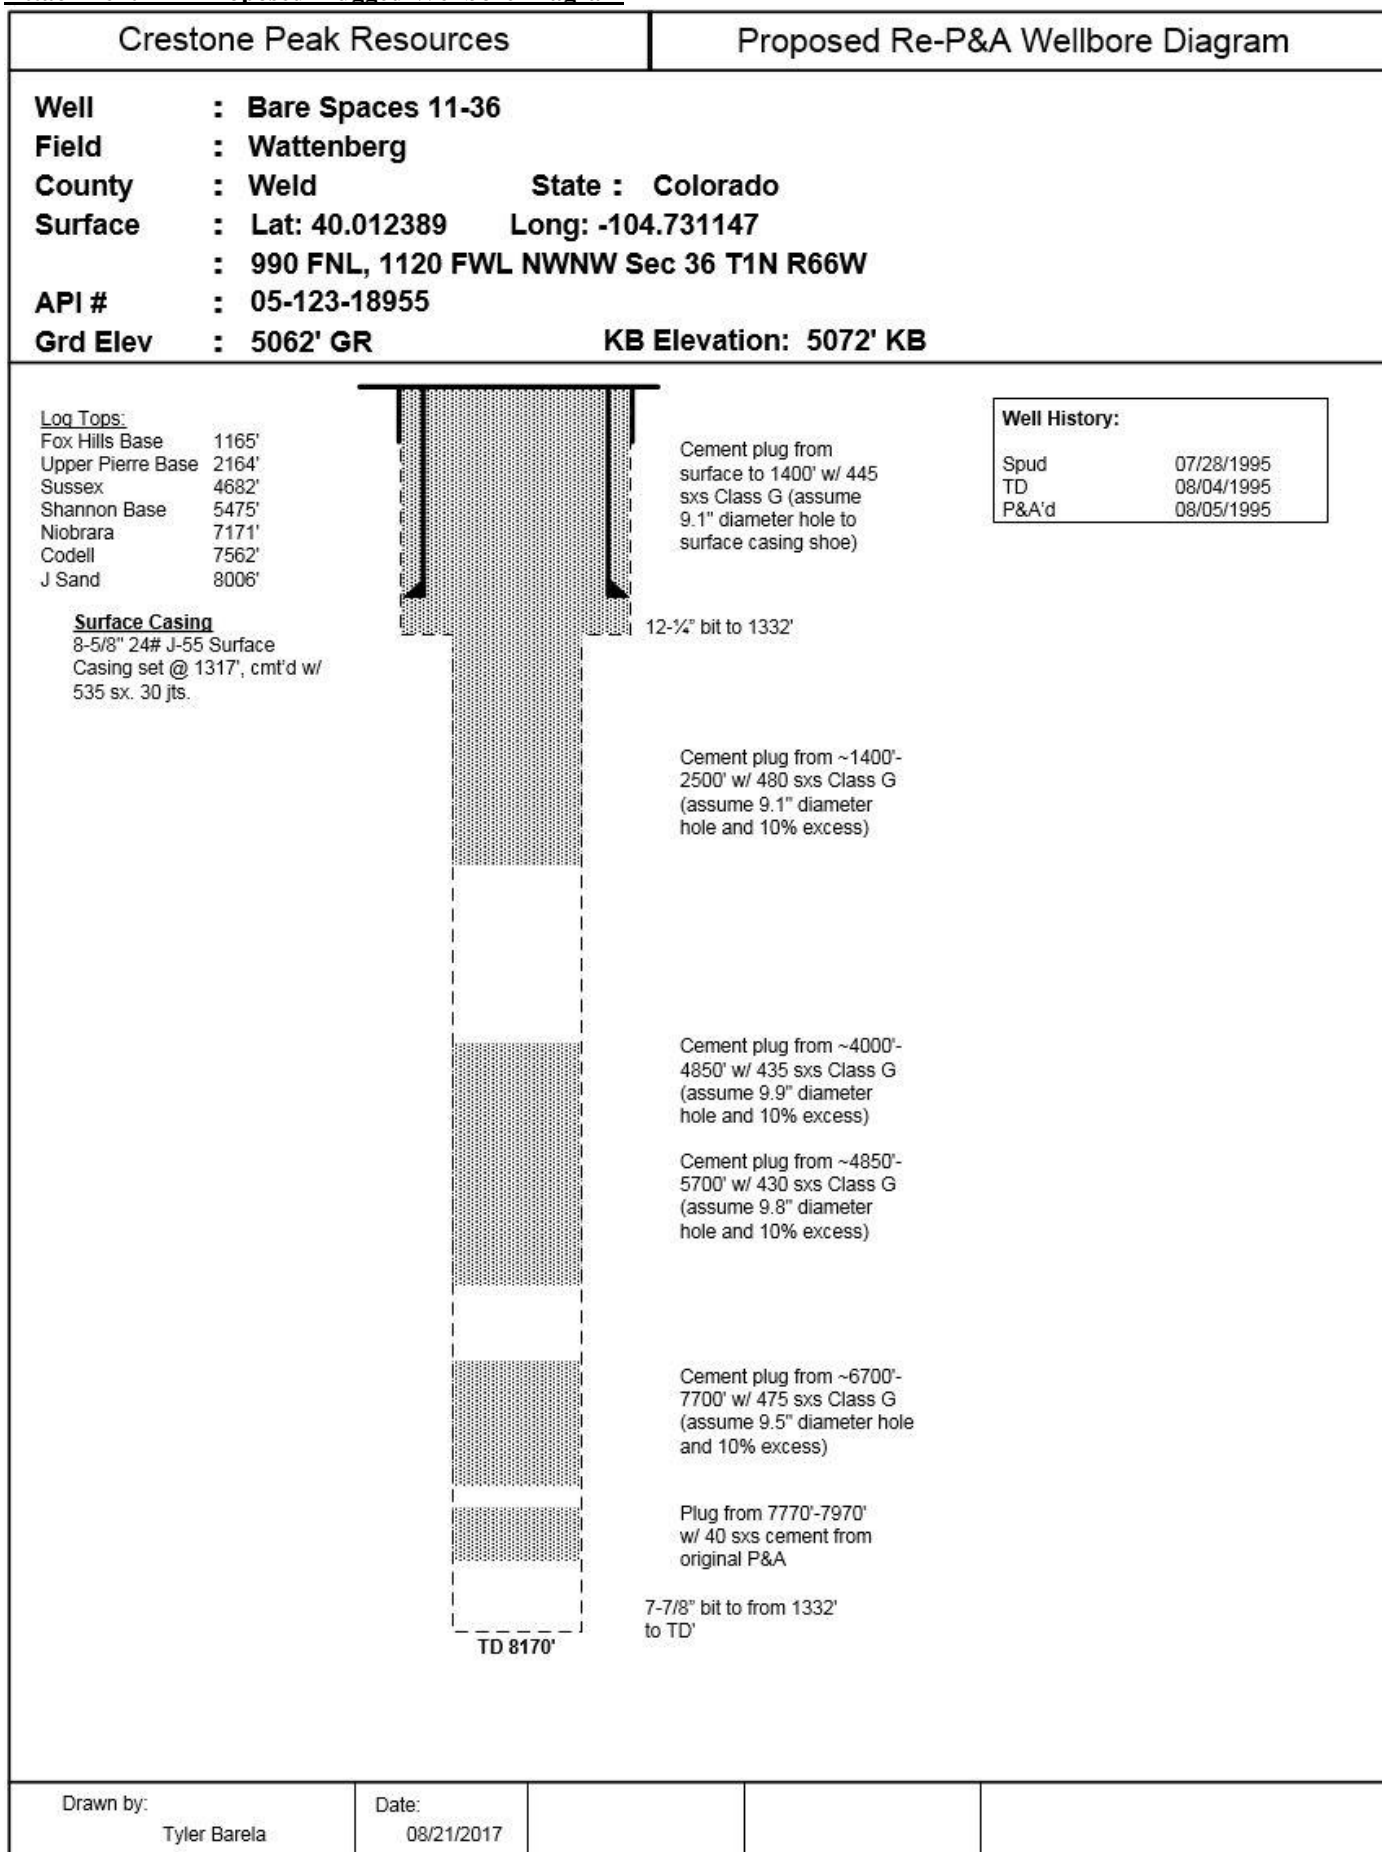 Crestone Peak Resources
Proposed Re-P&A Wellbore Diagram
Well : Bare Spaces 11-36
Field : Wattenberg
County : Weld State : Colorado
Surface : Lat: 40.012389 Long: -104.731147
: 990 FNL, 1120 FWL NWNW Sec 36 T1N R66W
API # : 05-123-18955
Grd Elev : 5062' GR KB Elevation: 5072' KB
Log Tops:
Fox Hills Base 1165'
Upper Pierre Base 2164'
Sussex 4682'
Shannon Base 5475'
Niobrara 7171'
Codell 7562'
J Sand 8006'
Surface Casing
8-5/8" 24# J-55 Surface
Casing set @ 1317', cmt'd w/
535 sx. 30 jts.
Cement plug from
surface to 1400' w/ 445
sxs Class G (assume
9.1" diameter hole to
surface casing shoe)
Well History:
Spud 07/28/1995
TD 08/04/1995
P&A'd 08/05/1995
12-¼" bit to 1332'
Cement plug from ~1400'-
2500' w/ 480 sxs Class G
(assume 9.1" diameter
hole and 10% excess)
Cement plug from ~4000'-
4850' w/ 435 sxs Class G
(assume 9.9" diameter
hole and 10% excess)
Cement plug from ~4850'-
5700' w/ 430 sxs Class G
(assume 9.8" diameter
hole and 10% excess)
Cement plug from ~6700'-
7700' w/ 475 sxs Class G
(assume 9.5" diameter hole
and 10% excess)
Plug from 7770'-7970'
w/ 40 sxs cement from
original P&A
7-7/8" bit to from 1332'
to TD'
TD 8170'
Drawn by:
Tyler Barela
Date:
08/21/2017